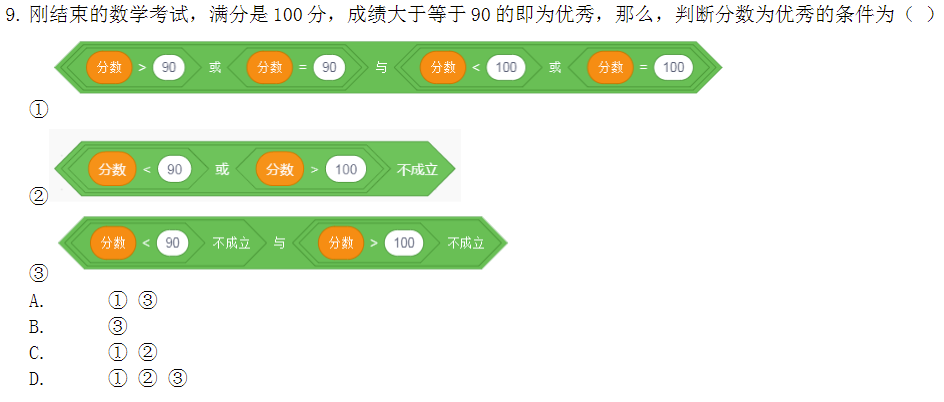 9. 刚结束的数学考试，满分是 100 分，成绩大于等于 90 的即为优秀，那么，判断分数为优秀的条件为（ ）
分数 > 90 或 分数 = 90 与 分数 < 100 或 分数 = 100
①
分数 < 90 或 分数 > 100 不成立
②
分数 < 90 不成立 与 分数 > 100 不成立
③
A. ① ③
B. ③
C. ① ②
D. ① ② ③